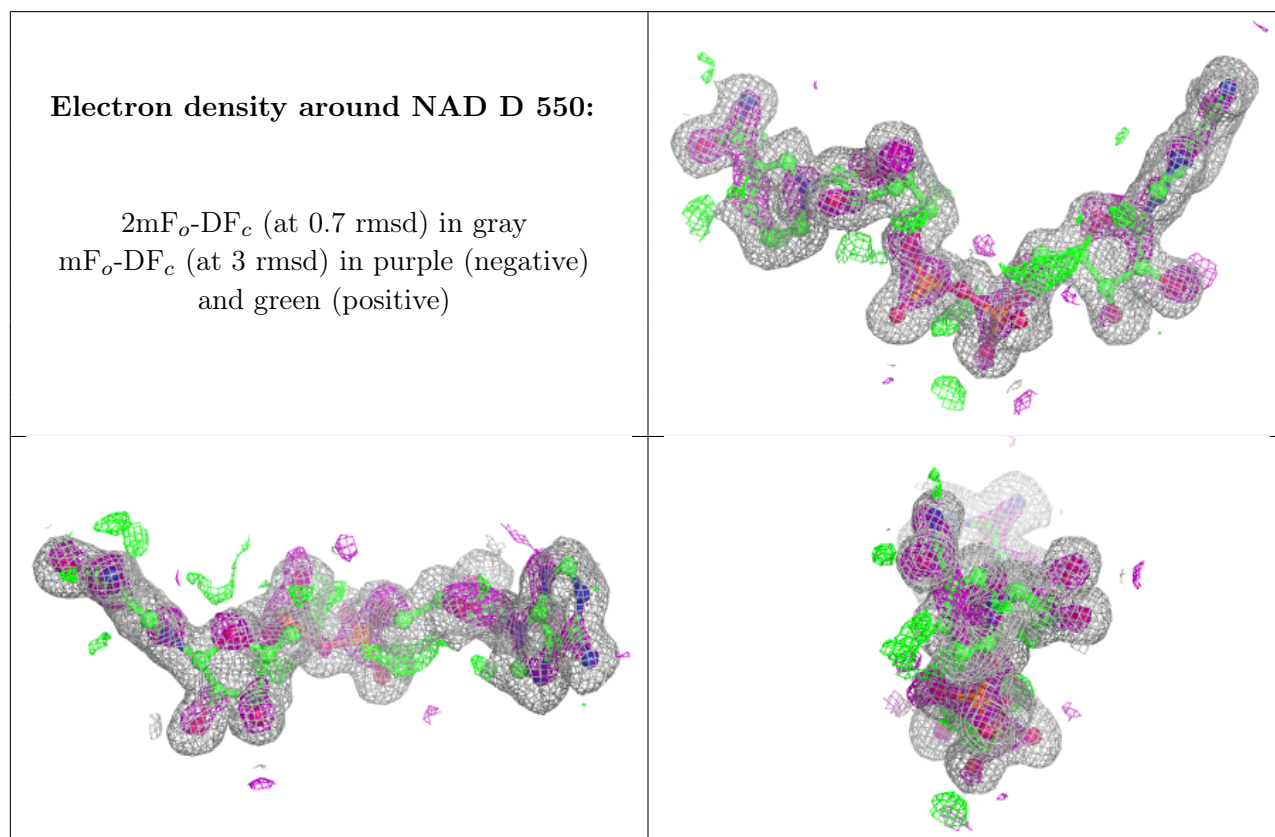 Electron density around NAD D 550:
2mFo-DFc (at 0.7 rmsd) in gray
mFo-DFc (at 3 rmsd) in purple (negative)
and green (positive)